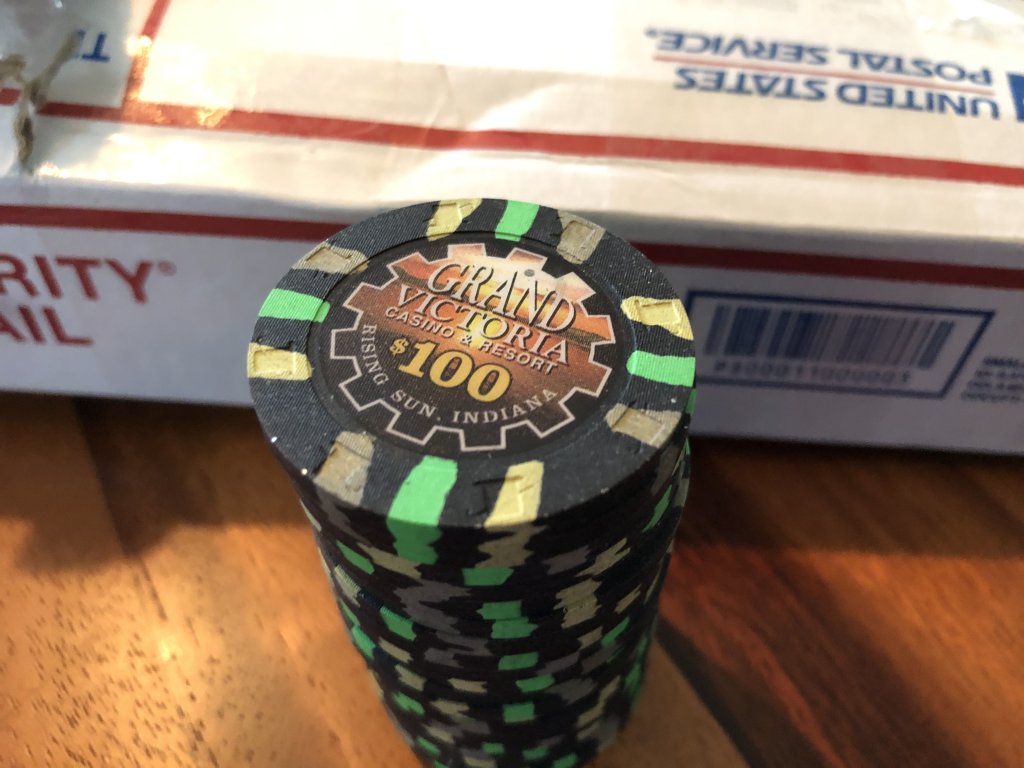 UNITED STATES
POSTAL SERVICE®
RITY®
AIL
GRAND
VICTORIA
CASINO & RESORT
$100
RISING SUN, INDIANA